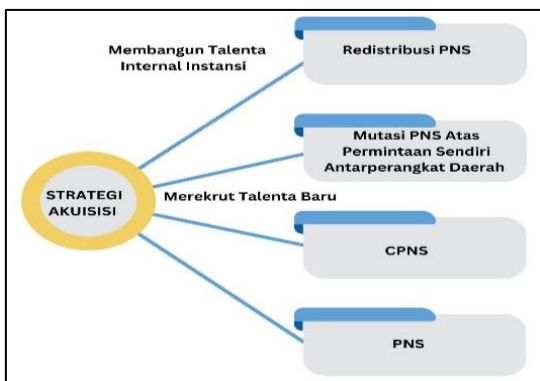 Membangun Talenta
Internal Instansi
Redistribusi PNS
Mutasi PNS Atas
Permintaan Sendiri
Antarperangkat Daerah
STRATEGI
AKUISISI
Merekrut Talenta Baru
CPNS
PNS